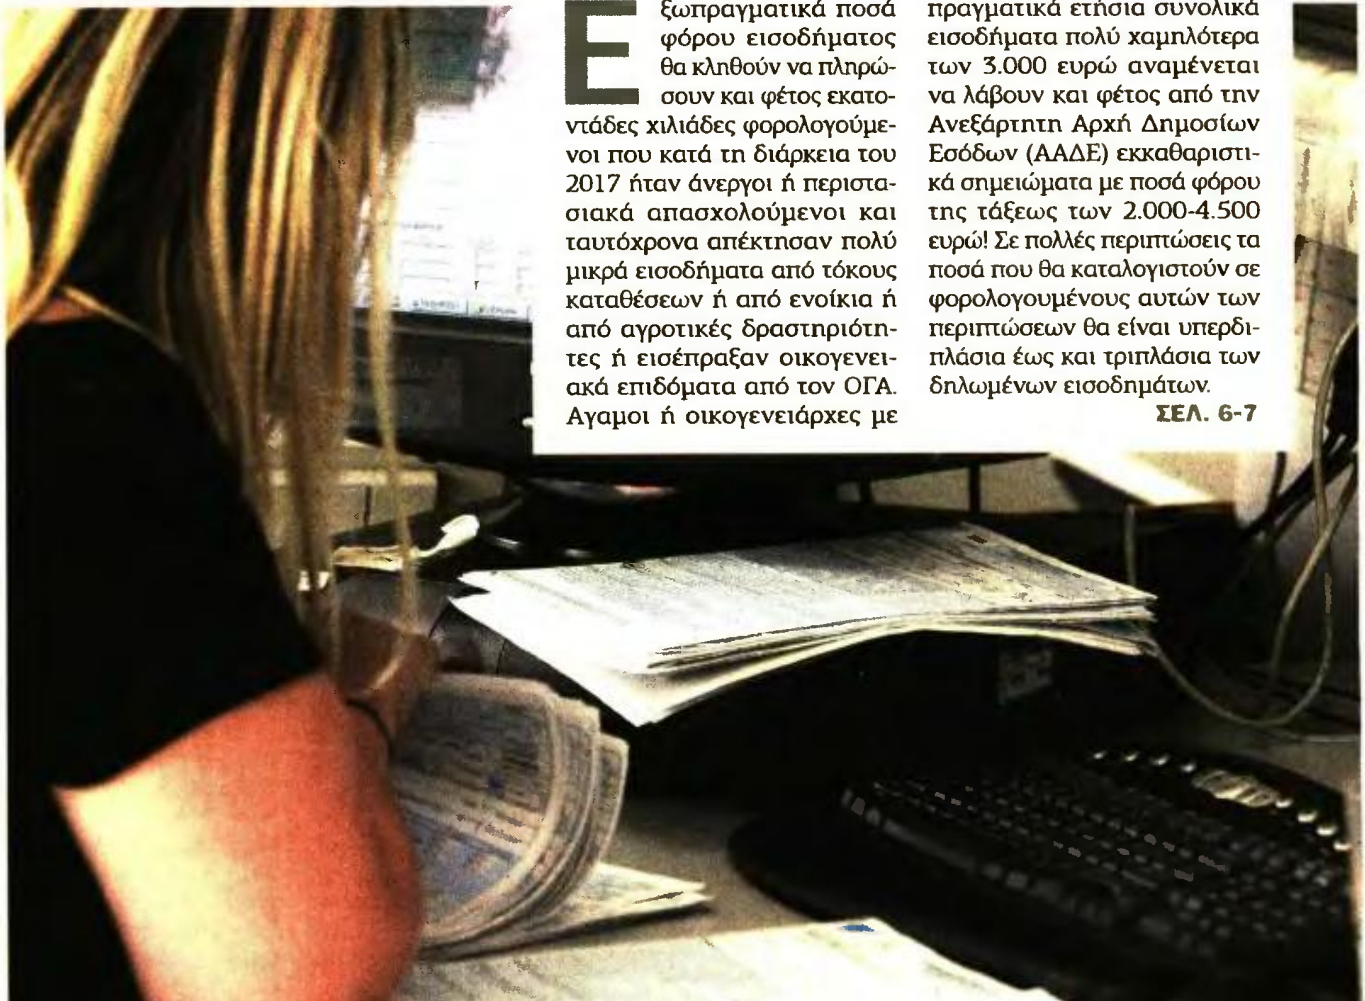 Εξωπραγματικά ποσά
φόρου εισοδήματος
θα κληθούν να πληρώ-
σουν και φέτος εκατο-
ντάδες χιλιάδες φορολογούμε-
νοι που κατά τη διάρκεια του
2017 ήταν άνεργοι ή περιστα-
σιακά απασχολούμενοι και
ταυτόχρονα απέκτησαν πολύ
μικρά εισοδήματα από τόκους
καταθέσεων ή από ενοίκια ή
από αγροτικές δραστηριότη-
τες ή εισέπραξαν οικογενει-
ακά επιδόματα από τον ΟΓΑ.
Αγαμοι ή οικογενειάρχες με
πραγματικά ετήσια συνολικά
εισοδήματα πολύ χαμηλότερα
των 3.000 ευρώ αναμένεται
να λάβουν και φέτος από την
Ανεξάρτητη Αρχή Δημοσίων
Εσόδων (ΑΑΔΕ) εκκαθαριστι-
κά σημειώματα με ποσά φόρου
της τάξεως των 2.000-4.500
ευρώ! Σε πολλές περιπτώσεις τα
ποσά που θα καταλογιστούν σε
φορολογουμένους αυτών των
περιπτώσεων θα είναι υπερδι-
πλάσια έως και τριπλάσια των
δηλωμένων εισοδημάτων.
ΣΕΛ. 6-7